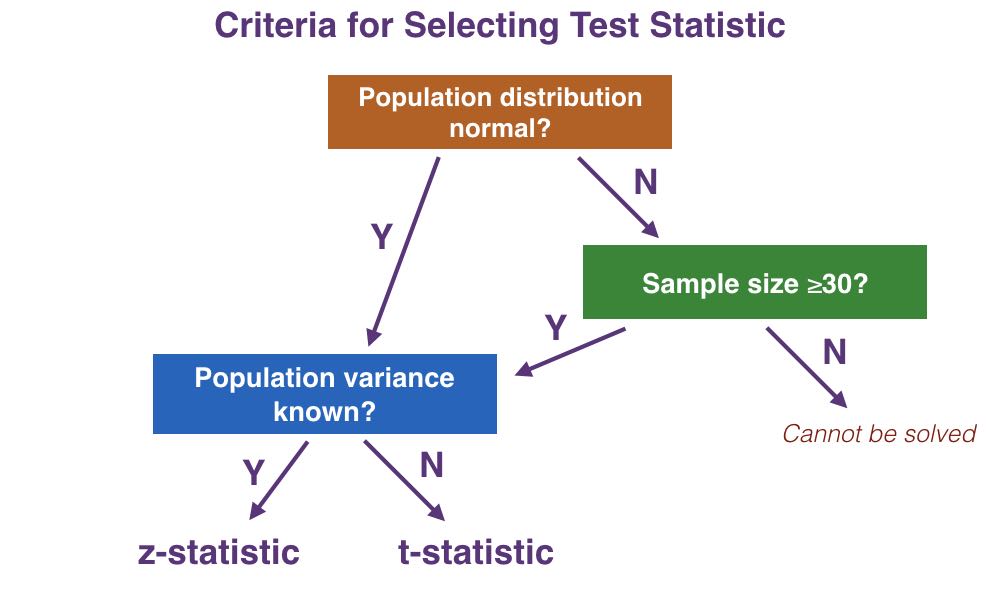 Criteria for Selecting Test Statistic
Population distribution
normal?
N
Y
Sample size ≥30?
Y
N
Population variance
known?
Cannot be solved
Y
N
z-statistic
t-statistic